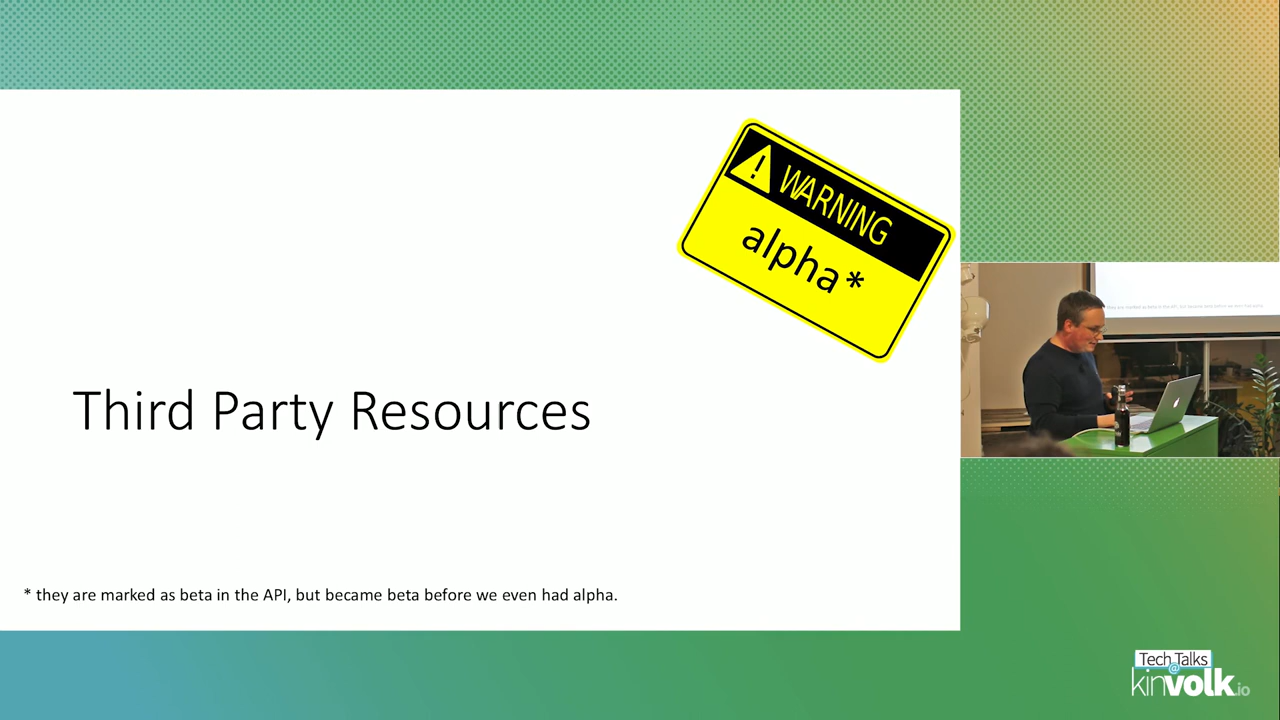 WARNING
alpha*
Third Party Resources
* they are marked as beta in the API, but became beta before we even had alpha.
Tech Talks
@
kinvolk.io